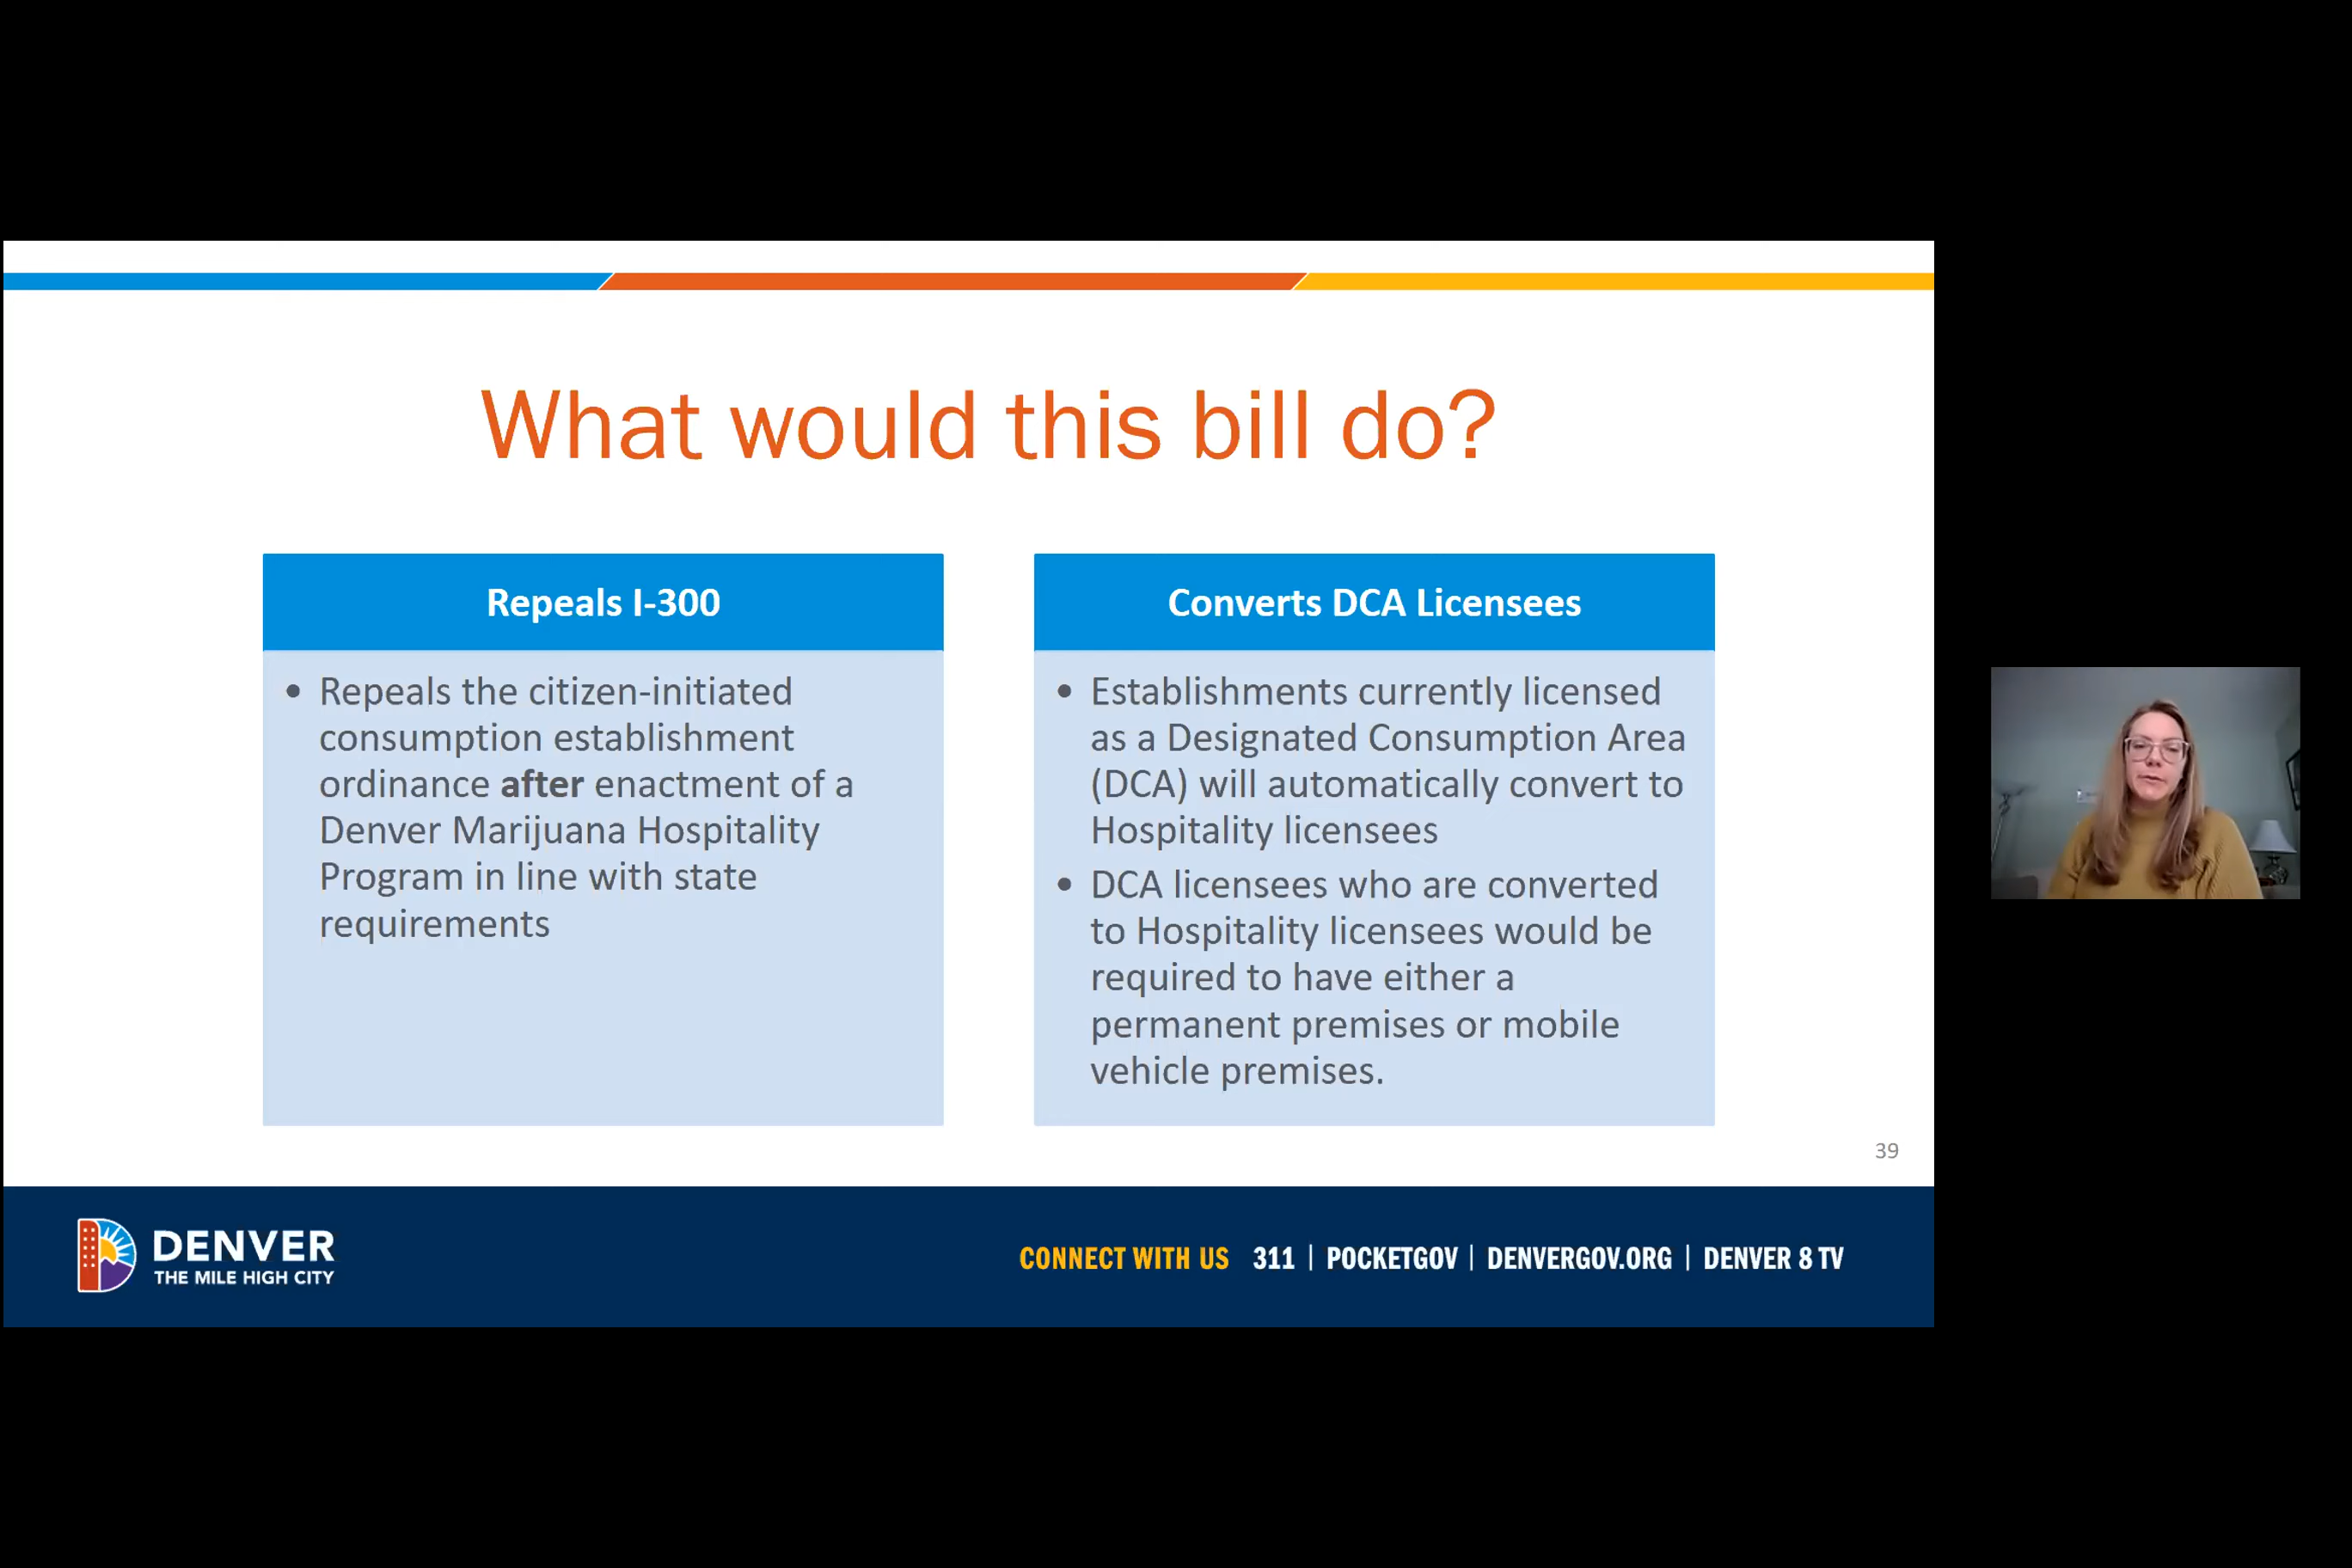 What would this bill do?
Repeals I-300
• Repeals the citizen-initiated
consumption establishment
ordinance after enactment of a
Denver Marijuana Hospitality
Program in line with state
requirements
Converts DCA Licensees
• Establishments currently licensed
as a Designated Consumption Area
(DCA) will automatically convert to
Hospitality licensees
• DCA licensees who are converted
to Hospitality licensees would be
required to have either a
permanent premises or mobile
vehicle premises.
39
DENVER
THE MILE HIGH CITY
CONNECT WITH US 311 | POCKETGOV | DENVERGOV.ORG | DENVER 8 TV